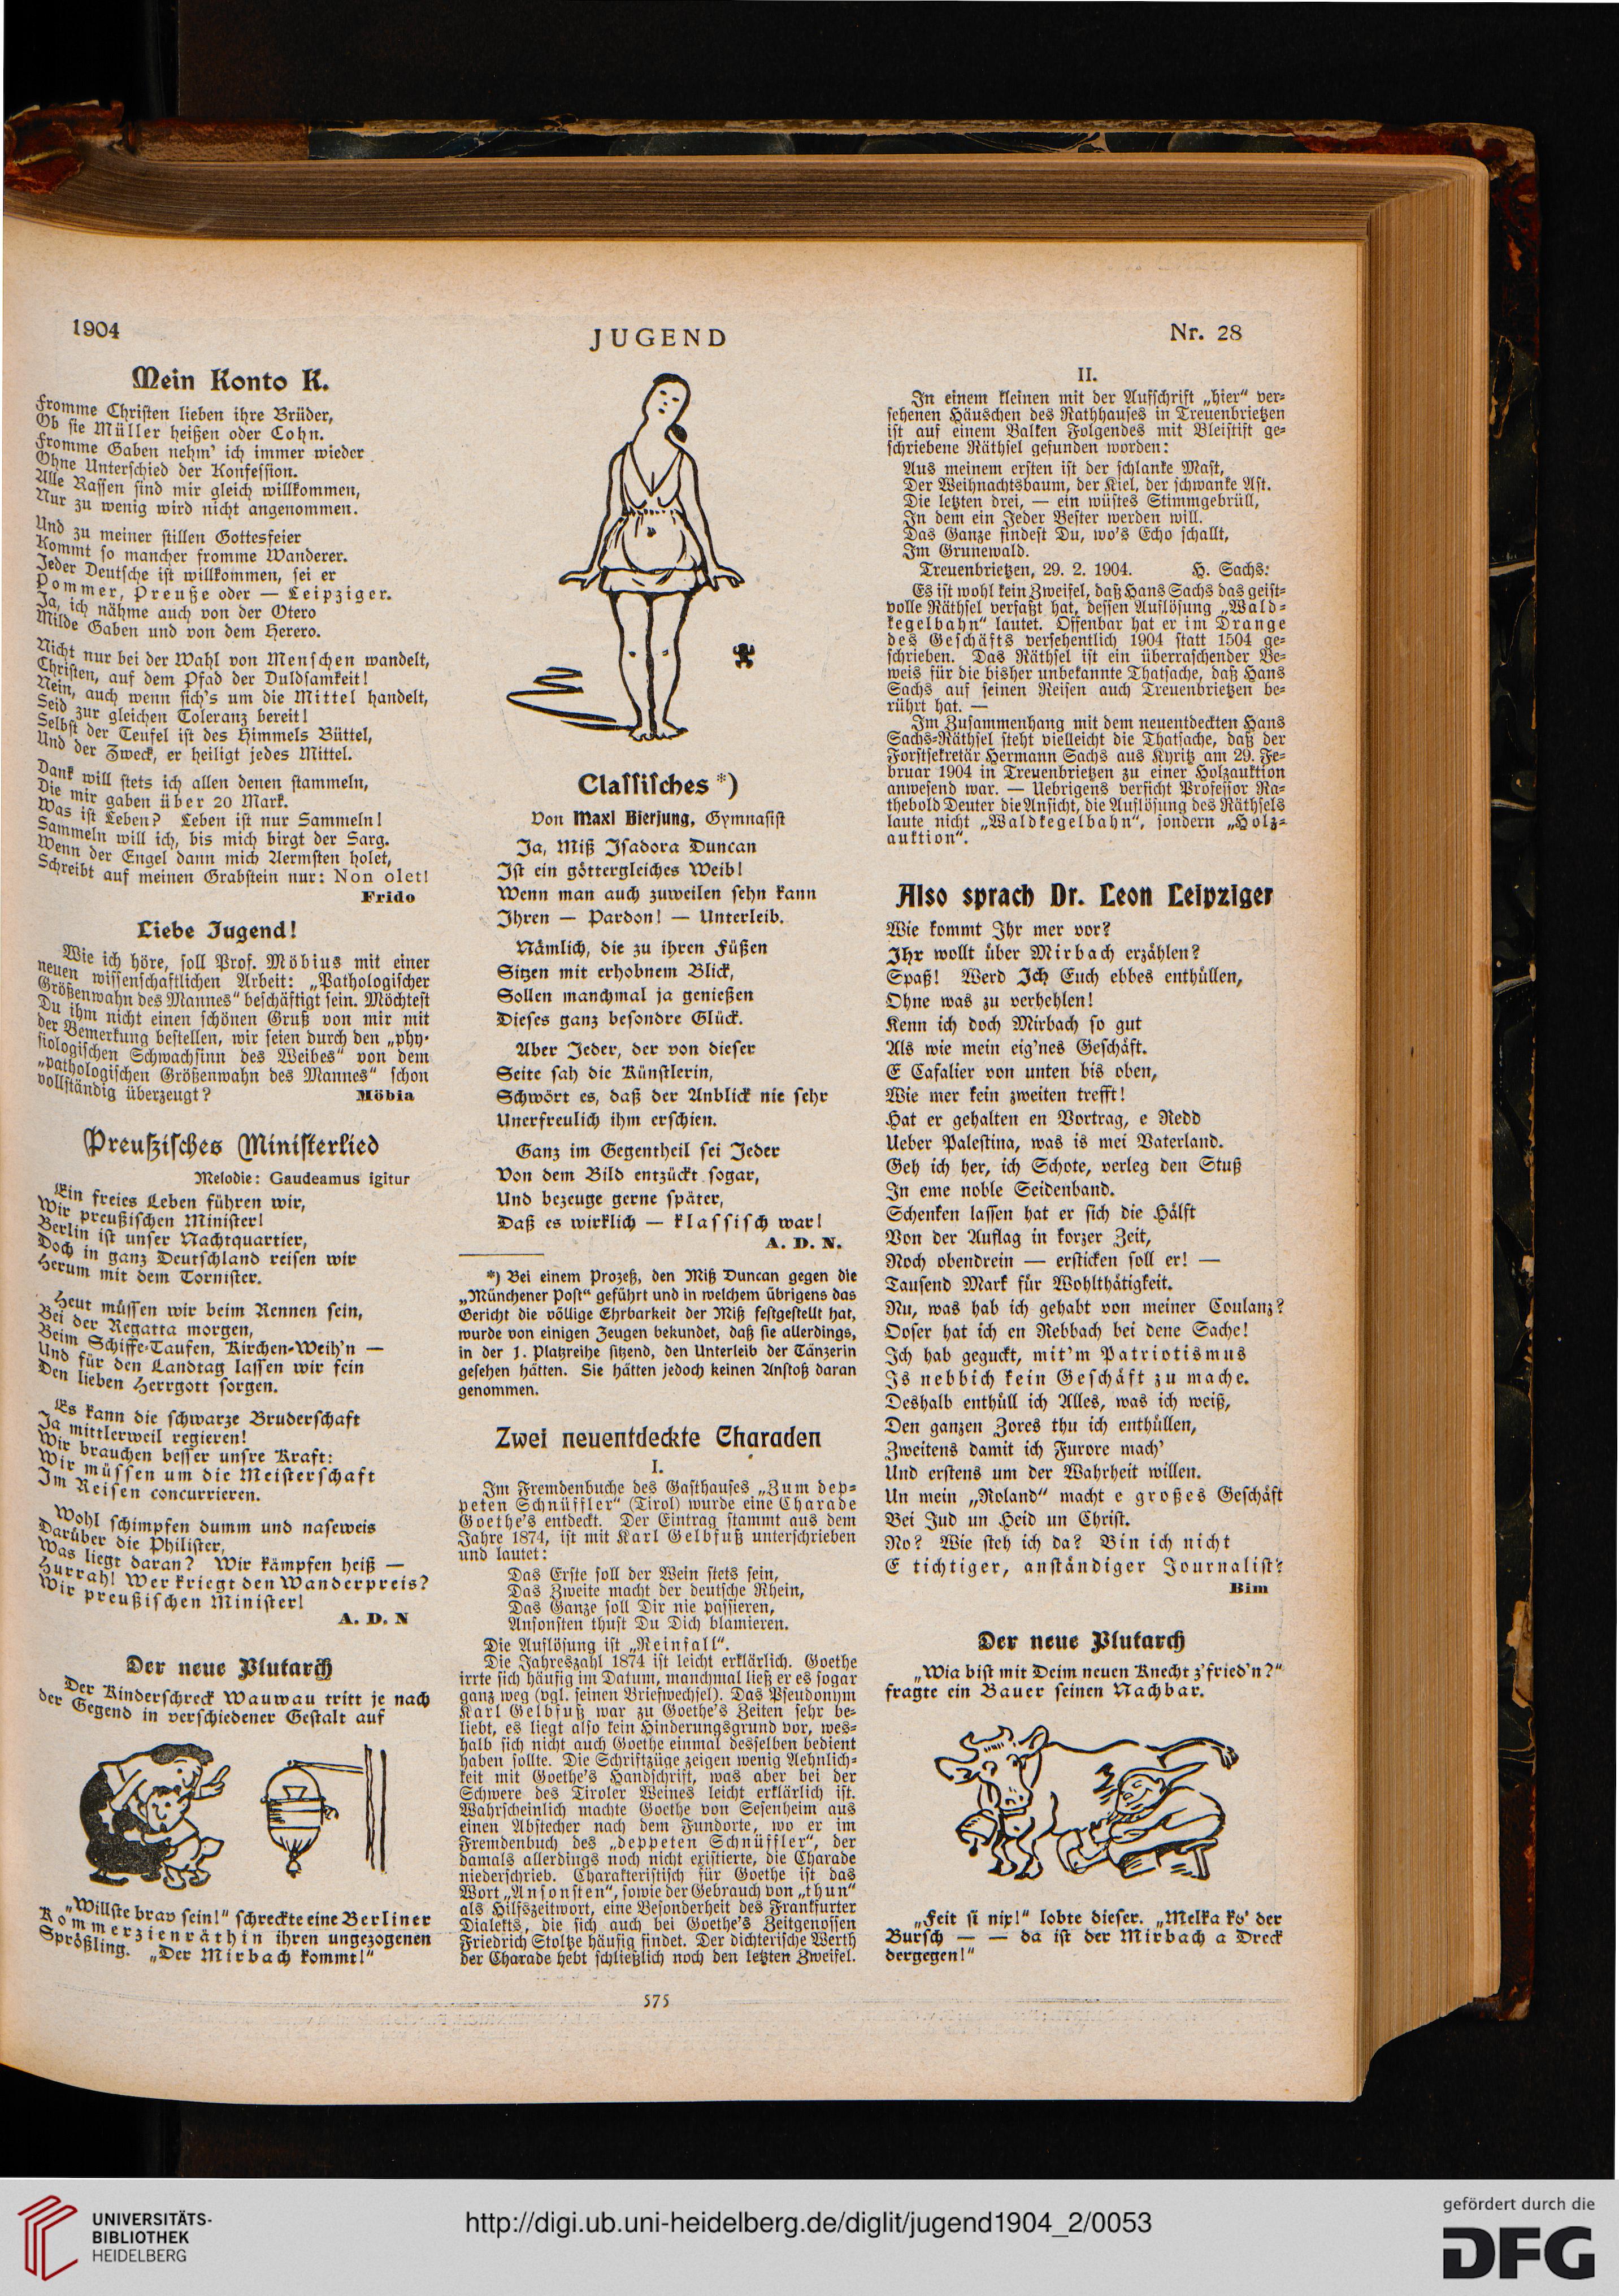 1904
JUGEND
Nr. 28
Mein Konto K.
Fromme Christen lieben ihre Brüder,
Ob sie Müller heißen oder Cohn.
Fromme Gaben nehm' ich immer wieder
Ohne Unterschied der Konfession.
Alle Rassen sind mir gleich willkommen,
Nur zu wenig wird nicht angenommen.
Und zu meiner stillen Gottesfeier
Kommt so mancher fromme Wanderer.
Jeder Deutsche ist willkommen, sei er
Pommer, Preuße oder — Leipziger.
Ja, ich nähme auch von der Otero
Milde Gaben und von dem Herero.
Nicht nur bei der Wahl von Menschen wandelt,
Christen, auf dem Pfad der Duldsamkeit!
Nein, auch wenn sich's um die Mittel handelt,
Seid zur gleichen Toleranz bereit!
Selbst der Teufel ist des Himmels Büttel,
Und der Zweck, er heiligt jedes Mittel.
Dank will stets ich allen denen stammeln,
Die mir gaben über 20 Mark.
Was ist Leben? Leben ist nur Sammeln!
Sammeln will ich, bis mich birgt der Sarg.
Wenn der Engel dann mich Aermsten holet,
Schreibt auf meinen Grabstein nur: Non olet!
Frido
Liebe Jugend!
Wie ich höre, soll Prof. Möbius mit einer
neuen wissenschaftlichen Arbeit: „Pathologischer
Größenwahn des Mannes“ beschäftigt sein. Möchtest
Du ihm nicht einen schönen Gruß von mir mit
der Bemerkung bestellen, wir seien durch den „phy-
siologischen Schwachsinn des Weibes“ von dem
„pathologischen Größenwahn des Mannes“ schon
vollständig überzeugt?
Möbia
Preußisches Ministerlied
Melodie: Gaudeamus igitur
Ein freies Leben führen wir,
Wir preußischen Minister!
Berlin ist unser Nachtquartier,
Doch in ganz Deutschland reisen wir
Herum mit dem Tornister.
Heut müssen wir beim Rennen sein,
Bei der Regatta morgen,
Beim Schiffe-Taufen, Kirchen-Weih'n —
Und für den Landtag lassen wir fein
Den lieben Herrgott sorgen.
Es kann die schwarze Bruderschaft
Ja mittlerweil regieren!
Wir brauchen besser unsre Kraft:
Wir müssen um die Meisterschaft
Im Reisen concurrieren.
Wohl schimpfen dumm und naseweis
Darüber die Philister,
Was liegt daran? Wir kämpfen heiß —
Hurrah! Wer kriegt den Wanderpreis?
Wir preußischen Minister!
A. D. N
Der neue Plutarch
Der Kinderschreck Wauwau tritt je nach
der Gegend in verschiedener Gestalt auf
„Willste brav sein!“ schreckte eine Berliner
Kommerzienräthin ihren ungezogenen
Sprößling. „Der Mirbach kommt!“
Classisches *)
Von Maxl Bierjung, Gymnasist
Ja, Miß Isadora Duncan
Ist ein göttergleiches Weib!
Wenn man auch zuweilen sehn kann
Ihren — Pardon! — Unterleib.
Nämlich, die zu ihren Füßen
Sitzen mit erhobnem Blick,
Sollen manchmal ja genießen
Dieses ganz besondre Glück.
Aber Jeder, der von dieser
Seite sah die Künstlerin,
Schwört es, daß der Anblick nie sehr
Unerfreulich ihm erschien.
Ganz im Gegentheil sei Jeder
Von dem Bild entzückt sogar,
Und bezeuge gerne später,
Daß es wirklich — klassisch war!
A. D. N.
*) Bei einem Prozeß, den Miß Duncan gegen die
„Münchener Post“ geführt und in welchem übrigens das
Gericht die völlige Ehrbarkeit der Miß festgestellt hat,
wurde von einigen Zeugen bekundet, daß sie allerdings,
in der 1. Platzreihe sitzend, den Unterleib der Tänzerin
gesehen hätten. Sie hätten jedoch keinen Anstoß daran
genommen.
Zwei neuentdeckte Charaden
I.
Im Fremdenbuche des Gasthauses „Zum dep-
peten Schnüffler“ (Tirol) wurde eine Charade
Goethe's entdeckt. Der Eintrag stammt aus dem
Jahre 1874, ist mit Karl Gelbfuß unterschrieben
und lautet:
Das Erste soll der Wein stets sein,
Das Zweite macht der deutsche Rhein,
Das Ganze soll Dir nie passieren,
Ansonsten thust Du Dich blamieren.
Die Auflösung ist „Reinfall“.
Die Jahreszahl 1874 ist leicht erklärlich. Goethe
irrte sich häufig im Datum, manchmal ließ er es sogar
ganz weg (vgl. seinen Briefwechsel). Das Pseudonym
Karl Gelbfuß war zu Goethe's Zeiten sehr be-
liebt, es liegt also kein Hinderungsgrund vor, wes-
halb sich nicht auch Goethe einmal desselben bedient
haben sollte. Die Schriftzüge zeigen wenig Aehnlich-
keit mit Goethe's Handschrift, was aber bei der
Schwere des Tiroler Weines leicht erklärlich ist.
Wahrscheinlich machte Goethe von Sesenheim aus
einen Abstecher nach dem Fundorte, wo er im
Fremdenbuch des „deppeten Schnüffler“, der
damals allerdings noch nicht existierte, die Charade
niederschrieb. Charakteristisch für Goethe ist das
Wort „Ansonsten“, sowie der Gebrauch von „thun“
als Hilfszeitwort, eine Besonderheit des Frankfurter
Dialekts, die sich auch bei Goethe's Zeitgenossen
Friedrich Stoltze häufig findet. Der dichterische Werth
der Charade hebt schließlich noch den letzten Zweifel.
II.
In einem kleinen mit der Aufschrift „hier“ ver-
sehenen Häuschen des Rathhauses in Treuenbrietzen
ist auf einem Balken Folgendes mit Bleistift ge-
schriebene Räthsel gefunden worden:
Aus meinem ersten ist der schlanke Mast,
Der Weihnachtsbaum, der Kiel, der schwanke Ast.
Die letzten drei, — ein wüstes Stimmgebrüll,
In dem ein Jeder Bester werden will.
Das Ganze findest Du, wo's Echo schallt,
Im Grunewald.
Treuenbrietzen, 29. 2. 1904. H. Sachs.
Es ist wohl kein Zweifel, daß Hans Sachs das geist-
volle Räthsel verfaßt hat, dessen Auflösung „Wald-
kegelbahn“ lautet. Offenbar hat er im Drange
des Geschäfts versehentlich 1904 statt 1504 ge-
schrieben. Das Räthsel ist ein überraschender Be-
weis für die bisher unbekannte Thatsache, daß Hans
Sachs auf seinen Reisen auch Treuenbrietzen be-
rührt hat. —
Im Zusammenhang mit dem neuentdeckten Hans
Sachs-Räthsel steht vielleicht die Thatsache, daß der
Forstsekretär Hermann Sachs aus Kyritz am 29. Fe-
bruar 1904 in Treuenbrietzen zu einer Holzauktion
anwesend war. — Uebrigens verficht Professor Ra-
thebold Deuter die Ansicht, die Auflösung des Räthsels
laute nicht „Waldkegelbahn“, sondern „Holz-
auktion“.
Also sprach Dr. Leon Leipziger
Wie kommt Ihr mer vor?
Ihr wollt über Mirbach erzählen?
Spaß! Werd Ich Euch ebbes enthüllen,
Ohne was zu verhehlen!
Kenn ich doch Mirbach so gut
Als wie mein eig'nes Geschäft.
E Cafalier von unten bis oben,
Wie mer kein zweiten trefft!
Hat er gehalten en Vortrag, e Redd
Ueber Palestina, was is mei Vaterland.
Geh ich her, ich Schote, verleg den Stuß
In eme noble Seidenband.
Schenken lassen hat er sich die Hälft
Von der Auflag in korzer Zeit,
Noch obendrein — ersticken soll er! —
Tausend Mark für Wohlthätigkeit.
Nu, was hab ich gehabt von meiner Coulanz?
Doser hat ich en Rebbach bei dene Sache!
Ich hab geguckt, mit'm Patriotismus
Is nebbich kein Geschäft zu mache.
Deshalb enthüll ich Alles, was ich weiß,
Den ganzen Zores thu ich enthüllen,
Zweitens damit ich Furore mach'
Und erstens um der Wahrheit willen.
Un mein „Roland“ macht e großes Geschäft
Bei Jud un Heid un Christ.
No? Wie steh ich da? Bin ich nicht
E tichtiger, anständiger Journalist?
Bim
Der neue Plutarch
„Wia bist mit Deim neuen Knecht z'fried'n?“
fragte ein Bauer seinen Nachbar.
„Feit si nix!“ lobte dieser. „Melka ko' der
Bursch — — da ist der Mirbach a Dreck
dergegen!“
575
UNIVERSITÄTS-
BIBLIOTHEK
HEIDELBERG
http://digi.ub.uni-heidelberg.de/diglit/jugend1904_2/0053
gefördert durch die
DFG